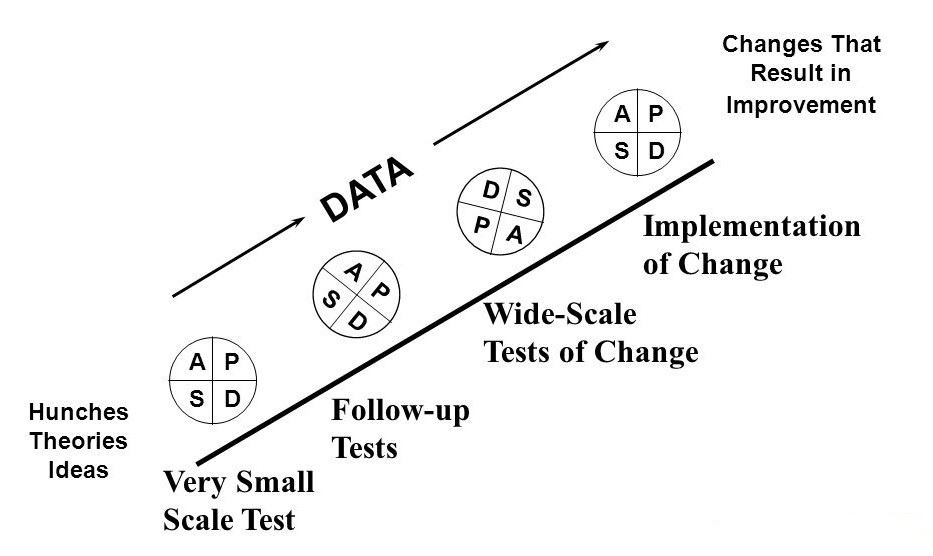 Changes That
Result in
Improvement
DATA
A P
S D
D S
P A
A P
S D
A P
S D
Implementation
of Change
Wide-Scale
Tests of Change
Follow-up
Tests
Hunches
Theories
Ideas
Very Small
Scale Test